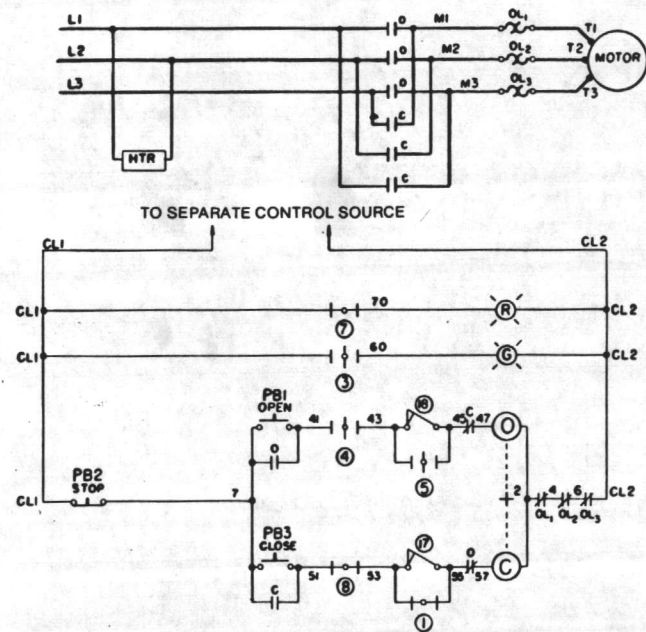 L1 O M1 OL1 T1
L2 O M2 OL2 T2 MOTOR
L3 O M3 OL3 T3
C
HTR C
C
TO SEPARATE CONTROL SOURCE
CL1 CL2
CL1 70 R CL2
7
CL1 60 G CL2
3
PB1
OPEN 41 43 16 45 C 47 O
O 4 5
PB2
STOP
CL1 7 2 4 6 CL2
OL1 OL2 OL3
PB3
CLOSE 51 53 17 55 O 57 C
C 8 1